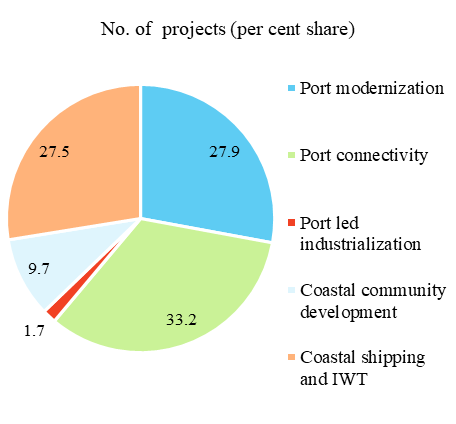 No. of projects (per cent share)
27.5
27.9
9.7
1.7
33.2
Port modernization
Port connectivity
Port led
industrialization
Coastal community
development
Coastal shipping
and IWT